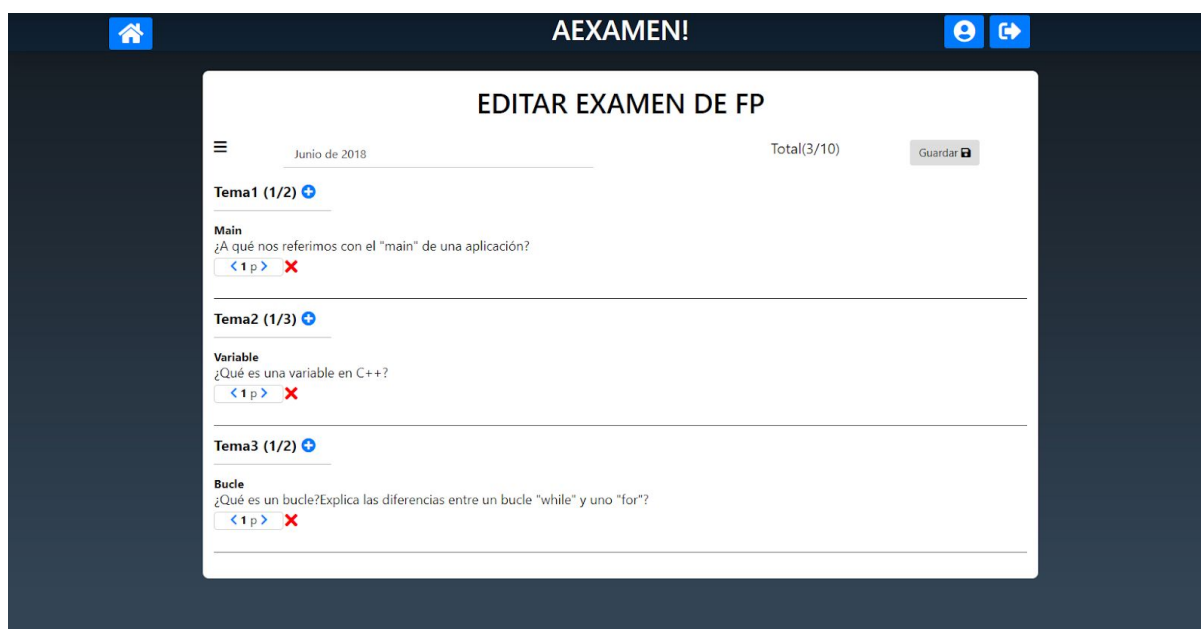 AEXAMEN!
EDITAR EXAMEN DE FP
Junio de 2018
Total(3/10)
Guardar
Tema1 (1/2)
Main
¿A qué nos referimos con el "main" de una aplicación?
1 p
Tema2 (1/3)
Variable
¿Qué es una variable en C++?
1 p
Tema3 (1/2)
Bucle
¿Qué es un bucle?Explica las diferencias entre un bucle "while" y uno "for"?
1 p